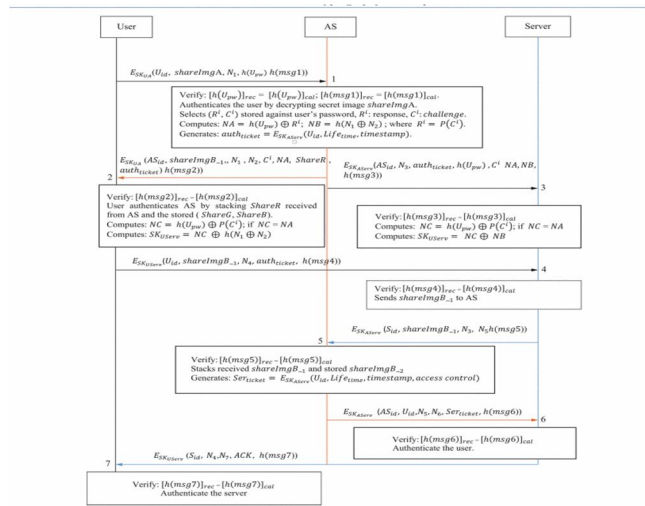 User
AS
Server
E_{SK_{UA}}(U_{id}, shareImgA, N_1, h(U_{pw}) h(msg1))
1
Verify: [h(U_{pw})]_{rec} = [h(U_{pw})]_{cal}; [h(msg1)]_{rec} = [h(msg1)]_{cal}.
Authenticates the user by decrypting secret image shareImgA.
Selects (R^i, C^i) stored against user's password, R^i: response, C^i: challenge.
Computes: NA = h(U_{pw}) ⊕ R^i; NB = h(N_1 ⊕ N_2) ; where R^i = P(C^i).
Generates: auth_{ticket} = E_{SK_{AServ}}(U_{id}, Life_{time}, timestamp).
E_{SK_{UA}} (AS_{id}, shareImgB_{-1}, N_1, N_2, C^i, NA, ShareR,
auth_{ticket}) h(msg2))
2
E_{SK_{AServ}}(AS_{id}, N_3, auth_{ticket}, h(U_{pw}), C^i NA, NB,
h(msg3))
3
Verify: [h(msg2)]_{rec} - [h(msg2)]_{cal}
User authenticates AS by stacking ShareR received
from AS and the stored ( ShareG, ShareB).
Computes: NC = h(U_{pw}) ⊕ P(C^i); if NC = NA
Computes: SK_{UServ} = NC ⊕ h(N_1 ⊕ N_2)
Verify: [h(msg3)]_{rec} - [h(msg3)]_{cal}
Computes: NC = h(U_{pw}) ⊕ P(C^i); if NC = NA
Computes: SK_{UServ} = NC ⊕ NB
E_{SK_{UServ}}(U_{id}, shareImgB_{-1}, N_4, auth_{ticket}, h(msg4))
4
Verify: [h(msg4)]_{rec} - [h(msg4)]_{cal}
Sends shareImgB_{-1} to AS
E_{SK_{AServ}}(S_{id}, shareImgB_{-1}, N_3, N_5 h(msg5))
5
Verify: [h(msg5)]_{rec} - [h(msg5)]_{cal}
Stacks received shareImgB_{-1} and stored shareImgB_{-2}
Generates: Ser_{ticket} = E_{SK_{AServ}}(U_{id}, Life_{time}, timestamp, access control)
E_{SK_{AServ}} (AS_{id}, U_{id}, N_5, N_6, Ser_{ticket}, h(msg6))
6
Verify: [h(msg6)]_{rec} - [h(msg6)]_{cal}
Authenticate the user.
E_{SK_{UServ}} (S_{id}, N_4, N_7, ACK, h(msg7))
7
Verify: [h(msg7)]_{rec} - [h(msg7)]_{cal}
Authenticate the server